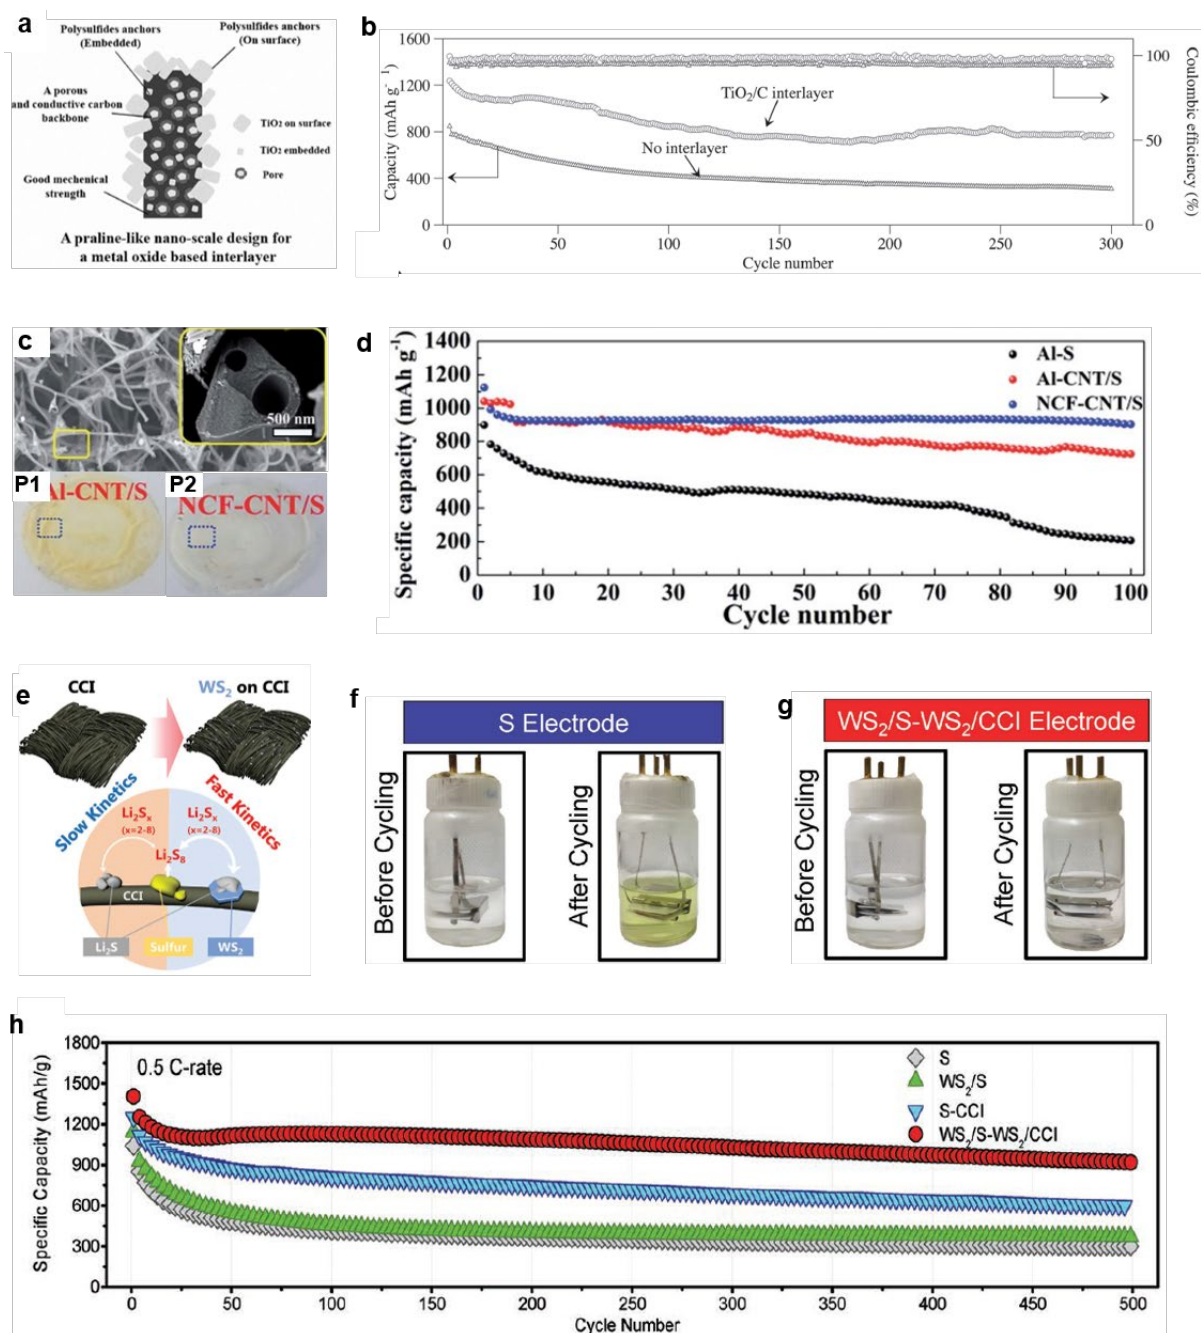 a
Polysulfides anchors
(Embedded)
Polysulfides anchors
(On surface)
A porous
and conductive carbon
backbone
TiO₂ on surface
TiO₂ embedded
Pore
Good mechenical
strength
A praline-like nano-scale design for
a metal oxide based interlayer
b
1600
1200
800
400
0
Capacity (mAh g⁻¹)
TiO₂/C interlayer
No interlayer
100
50
0
Coulombic efficiency (%)
0 50 100 150 200 250 300
Cycle number
c
500 nm
P1
Al-CNT/S
P2
NCF-CNT/S
d
1400
1200
1000
800
600
400
200
0
Specific capacity (mAh g⁻¹)
Al-S
Al-CNT/S
NCF-CNT/S
0 10 20 30 40 50 60 70 80 90 100
Cycle number
e
CCI
WS₂ on CCI
Slow Kinetics
Fast Kinetics
Li₂Sₓ
(x=2-8)
Li₂Sₓ
(x=2-8)
Li₂S₈
CCI
Li₂S
Sulfur
WS₂
f
S Electrode
Before Cycling
After Cycling
g
WS₂/S-WS₂/CCI Electrode
Before Cycling
After Cycling
h
1800
1500
1200
900
600
300
0
Specific Capacity (mAh/g)
0.5 C-rate
S
WS₂/S
S-CCI
WS₂/S-WS₂/CCI
0 50 100 150 200 250 300 350 400 450 500
Cycle Number